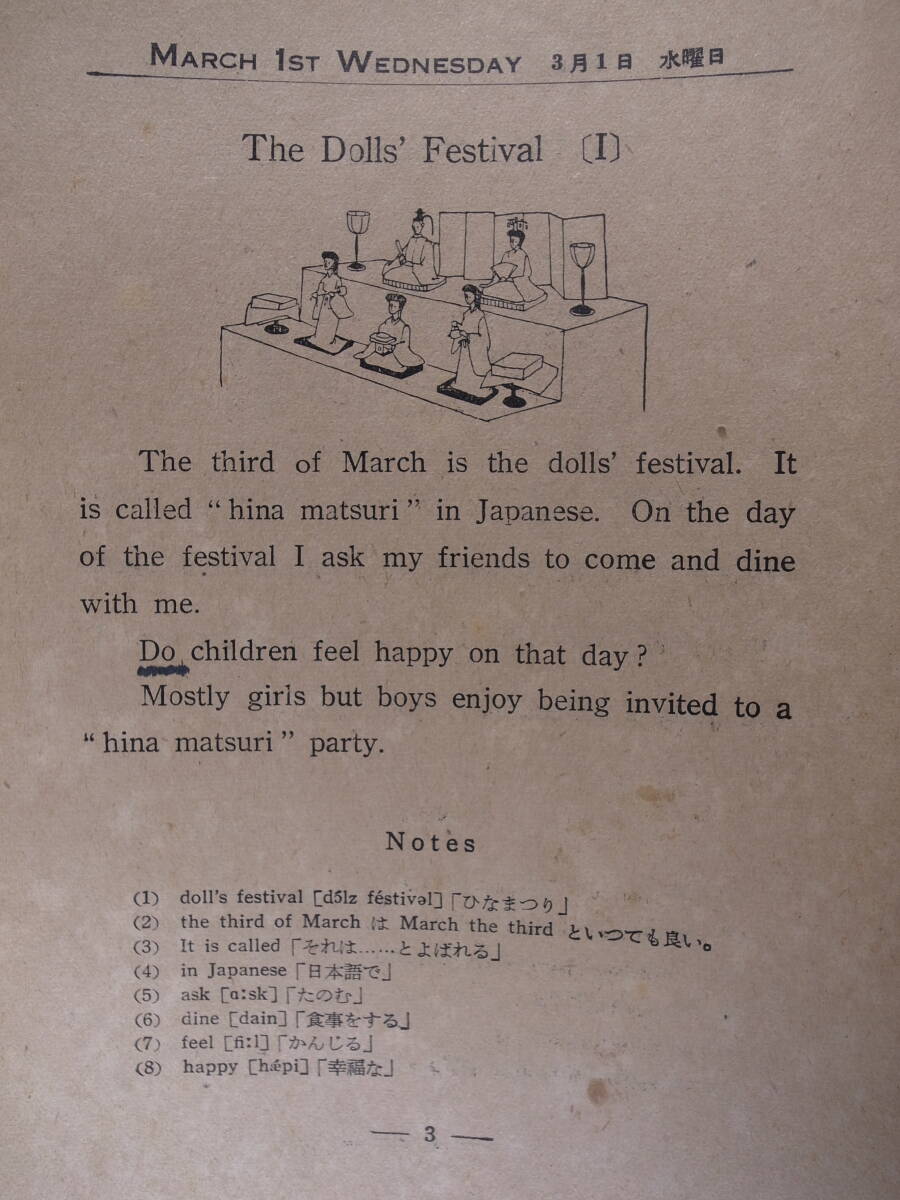 MARCH 1ST WEDNESDAY 3月1日 水曜日
The Dolls' Festival 〔I〕
The third of March is the dolls' festival. It
is called “hina matsuri” in Japanese. On the day
of the festival I ask my friends to come and dine
with me.
Do children feel happy on that day?
Mostly girls but boys enjoy being invited to a
“hina matsuri” party.
Notes
(1) doll's festival [dɔ́lz féstivəl]「ひなまつり」
(2) the third of March は March the third といつても良い。
(3) It is called「それは……とよばれる」
(4) in Japanese「日本語で」
(5) ask [ɑːsk]「たのむ」
(6) dine [dain]「食事をする」
(7) feel [fiːl]「かんじる」
(8) happy [hǽpi]「幸福な」
— 3 —